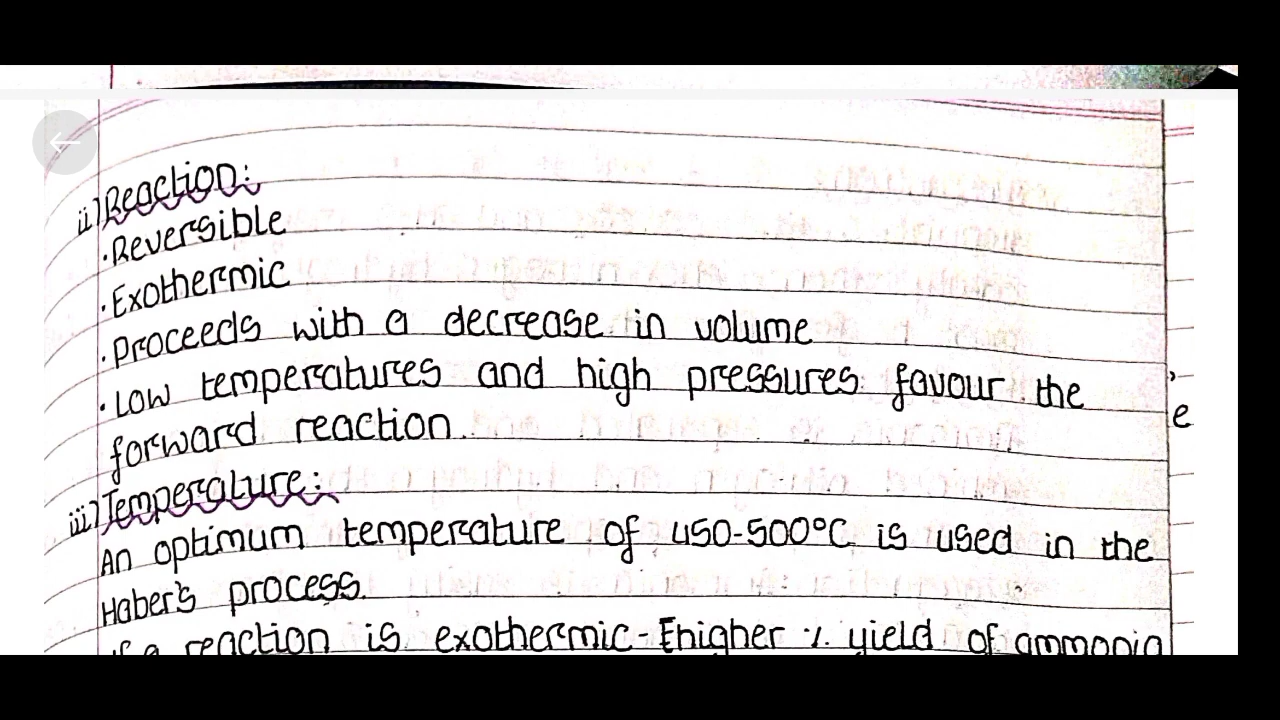 ii) Reaction:
· Reversible
· Exothermic
· Proceeds with a decrease in volume
· Low temperatures and high pressures favour the
forward reaction
iii) Temperature:
An optimum temperature of 450-500°C is used in the
Haber's process.
reaction is exothermic - higher % yield of ammonia